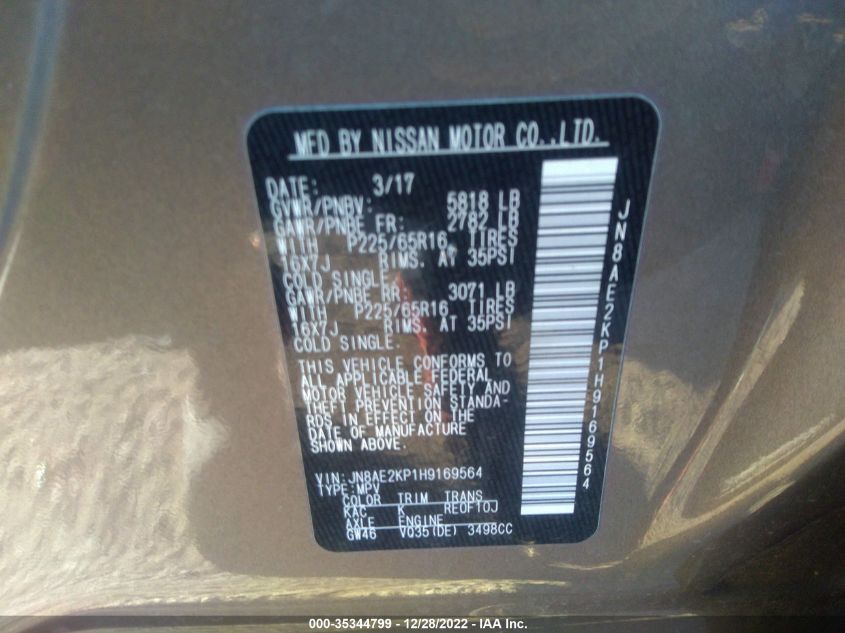 MFD BY NISSAN MOTOR CO.,LTD.
DATE: 3/17
GVWR/PNBV: 5818 LB
GAWR/PNBE FR: 2782 LB
WITH P225/65R16 TIRES
16X7J RIMS. AT 35PSI
COLD SINGLE.
GAWR/PNBE RR: 3071 LB
WITH P225/65R16 TIRES
16X7J RIMS. AT 35PSI
COLD SINGLE.
THIS VEHICLE CONFORMS TO
ALL APPLICABLE FEDERAL
MOTOR VEHICLE SAFETY AND
THEFT PREVENTION STANDA-
RDS IN EFFECT ON THE
DATE OF MANUFACTURE
SHOWN ABOVE.
VIN:JN8AE2KP1H9169564
TYPE:MPV
COLOR TRIM TRANS
KAC K RE0F10J
AXLE ENGINE
GW46 VQ35(DE) 3498CC
JN8AE2KP1H9169564
000-35344799 - 12/28/2022 - IAA Inc.